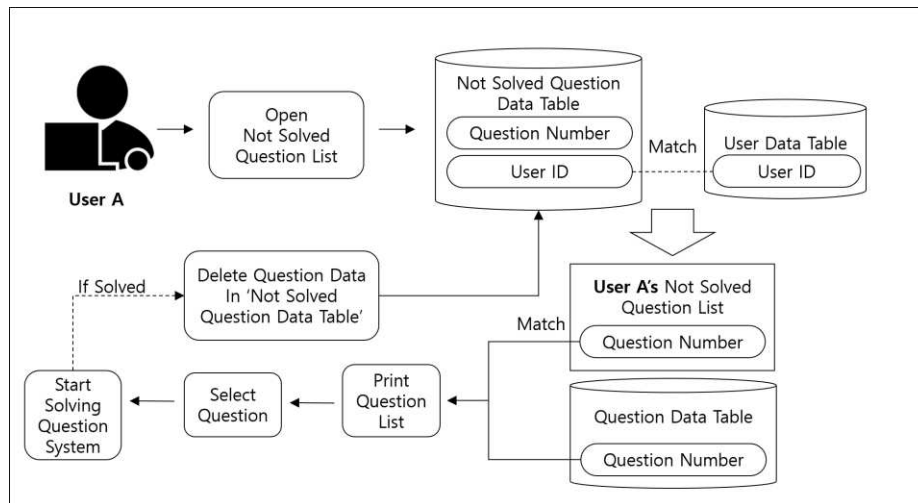 User A
Open
Not Solved
Question List
Not Solved Question
Data Table
Question Number
User ID
Match
User Data Table
User ID
User A's Not Solved
Question List
Question Number
Match
Question Data Table
Question Number
Print
Question
List
Select
Question
Start
Solving
Question
System
If Solved
Delete Question Data
In 'Not Solved
Question Data Table'